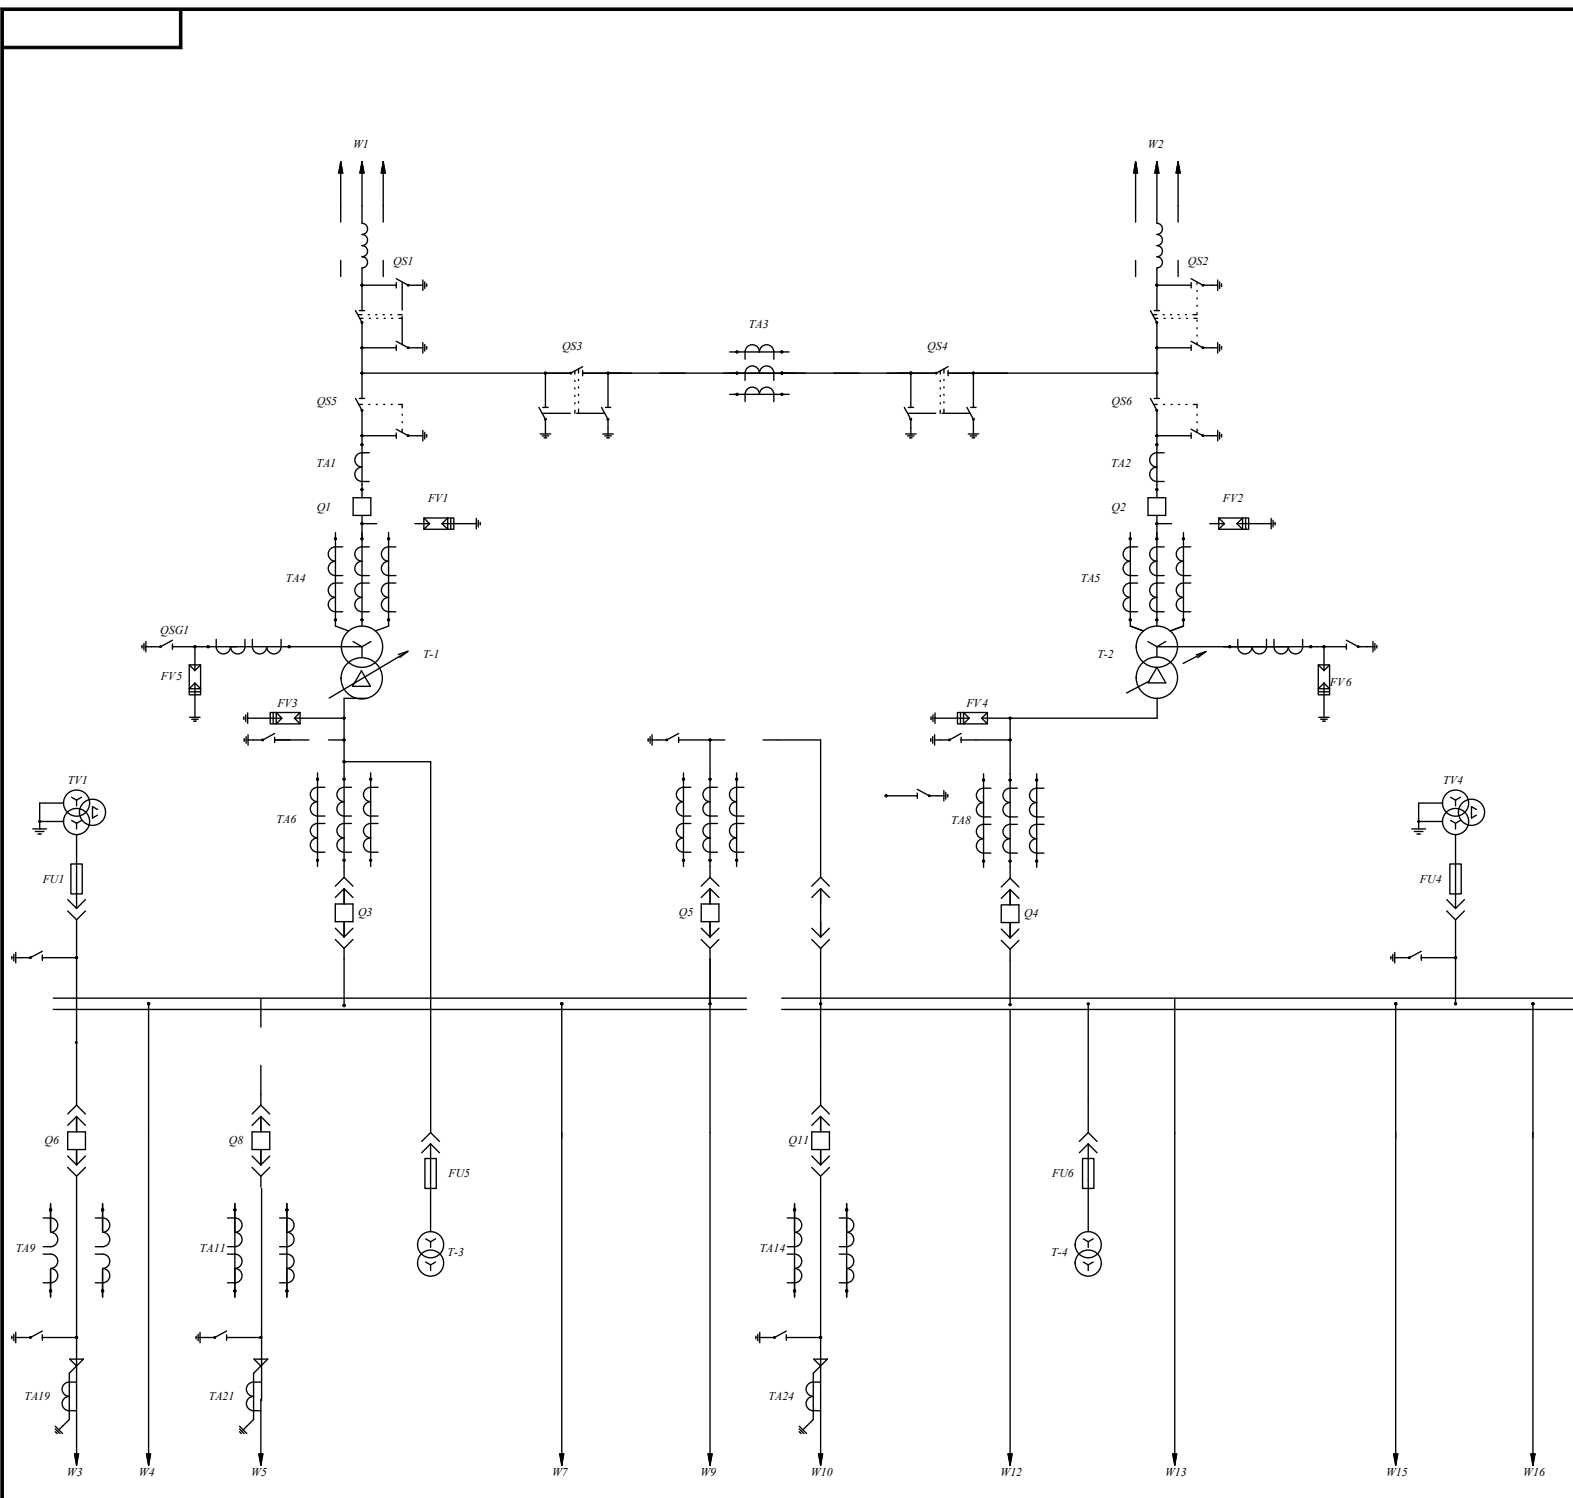 W1 W2
QS1 QS2
TA3
QS3 QS4
QS5 QS6
TA1 TA2
Q1 FV1 Q2 FV2
TA4 TA5
QSG1
T-1 T-2
FV5 FV6
FV3 FV4
TV1 TV4
TA6 TA8
FU1 FU4
Q3 Q5 Q4
Q6 Q8 Q11
FU5 FU6
TA9 TA11 T-3 TA14 T-4
TA19 TA21 TA24
W3 W4 W5 W7 W9 W10 W12 W13 W15 W16